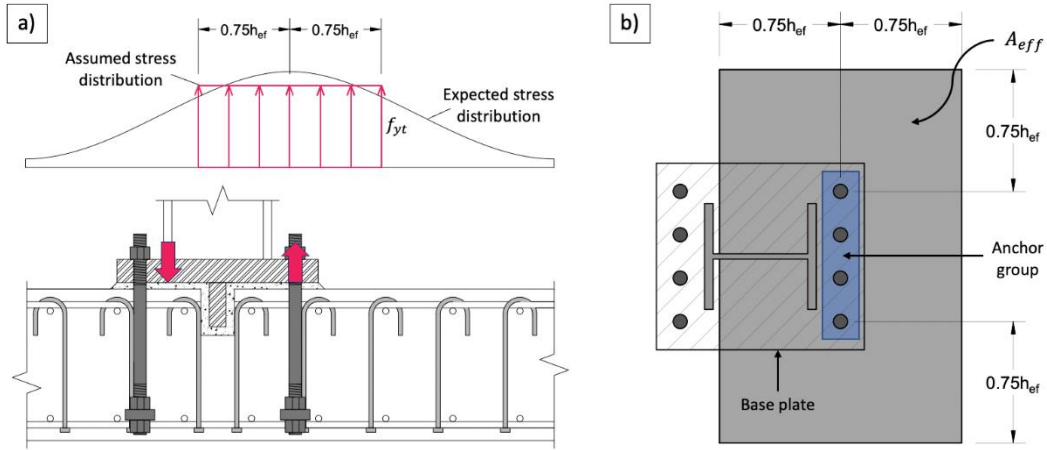 a)
0.75hef
0.75hef
Assumed stress
distribution
Expected stress
distribution
fyt
b)
0.75hef
0.75hef
Aeff
0.75hef
Anchor
group
0.75hef
Base plate